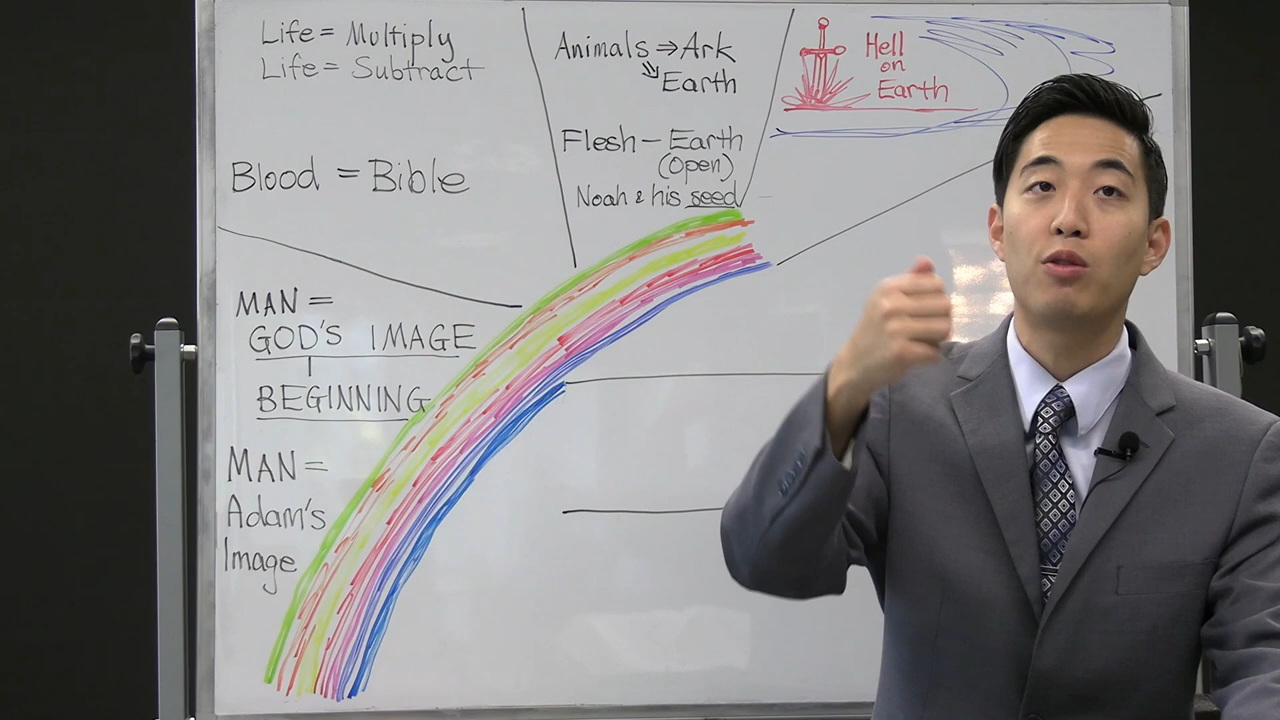 Life = Multiply
Life = Subtract
Blood = Bible
Animals ⇒ Ark
⇒ Earth
Flesh - Earth
(Open)
Noah & his seed
Hell
on
Earth
MAN =
GOD'S IMAGE
BEGINNING
MAN =
Adam's
Image